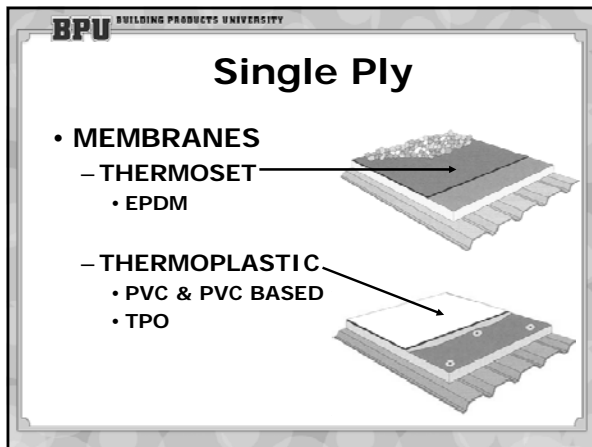 BPU BUILDING PRODUCTS UNIVERSITY
Single Ply
• MEMBRANES
– THERMOSET
• EPDM
– THERMOPLASTIC
• PVC & PVC BASED
• TPO